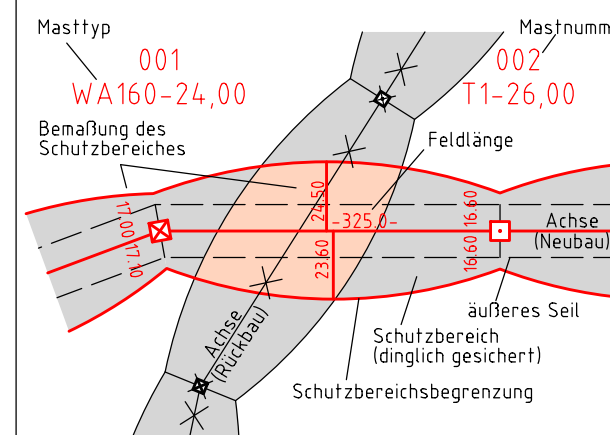 Masttyp
Mastnumm
001
WA160-24,00
002
T1-26,00
Bemaßung des
Schutzbereiches
Feldlänge
17.00
17.10
24.50
-325.0-
23.60
16.60
16.60
Achse
(Neubau)
äußeres Seil
Achse
(Rückbau)
Schutzbereich
(dinglich gesichert)
Schutzbereichsbegrenzung